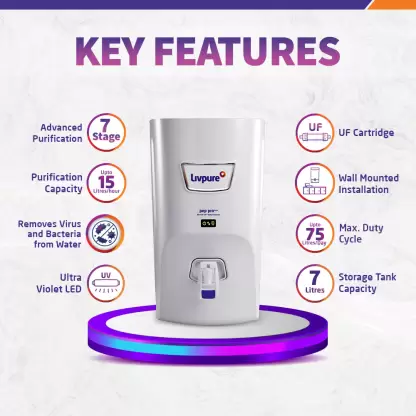 KEY FEATURES
Advanced
Purification
7
Stage
Purification
Capacity
Upto
15
Litres/hour
Removes Virus
and Bacteria
from Water
Ultra
Violet LED
UV
Livpure
UF
UF Cartridge
Wall Mounted
Installation
Upto
75
Litres/Day
Max. Duty
Cycle
7
Litres
Storage Tank
Capacity